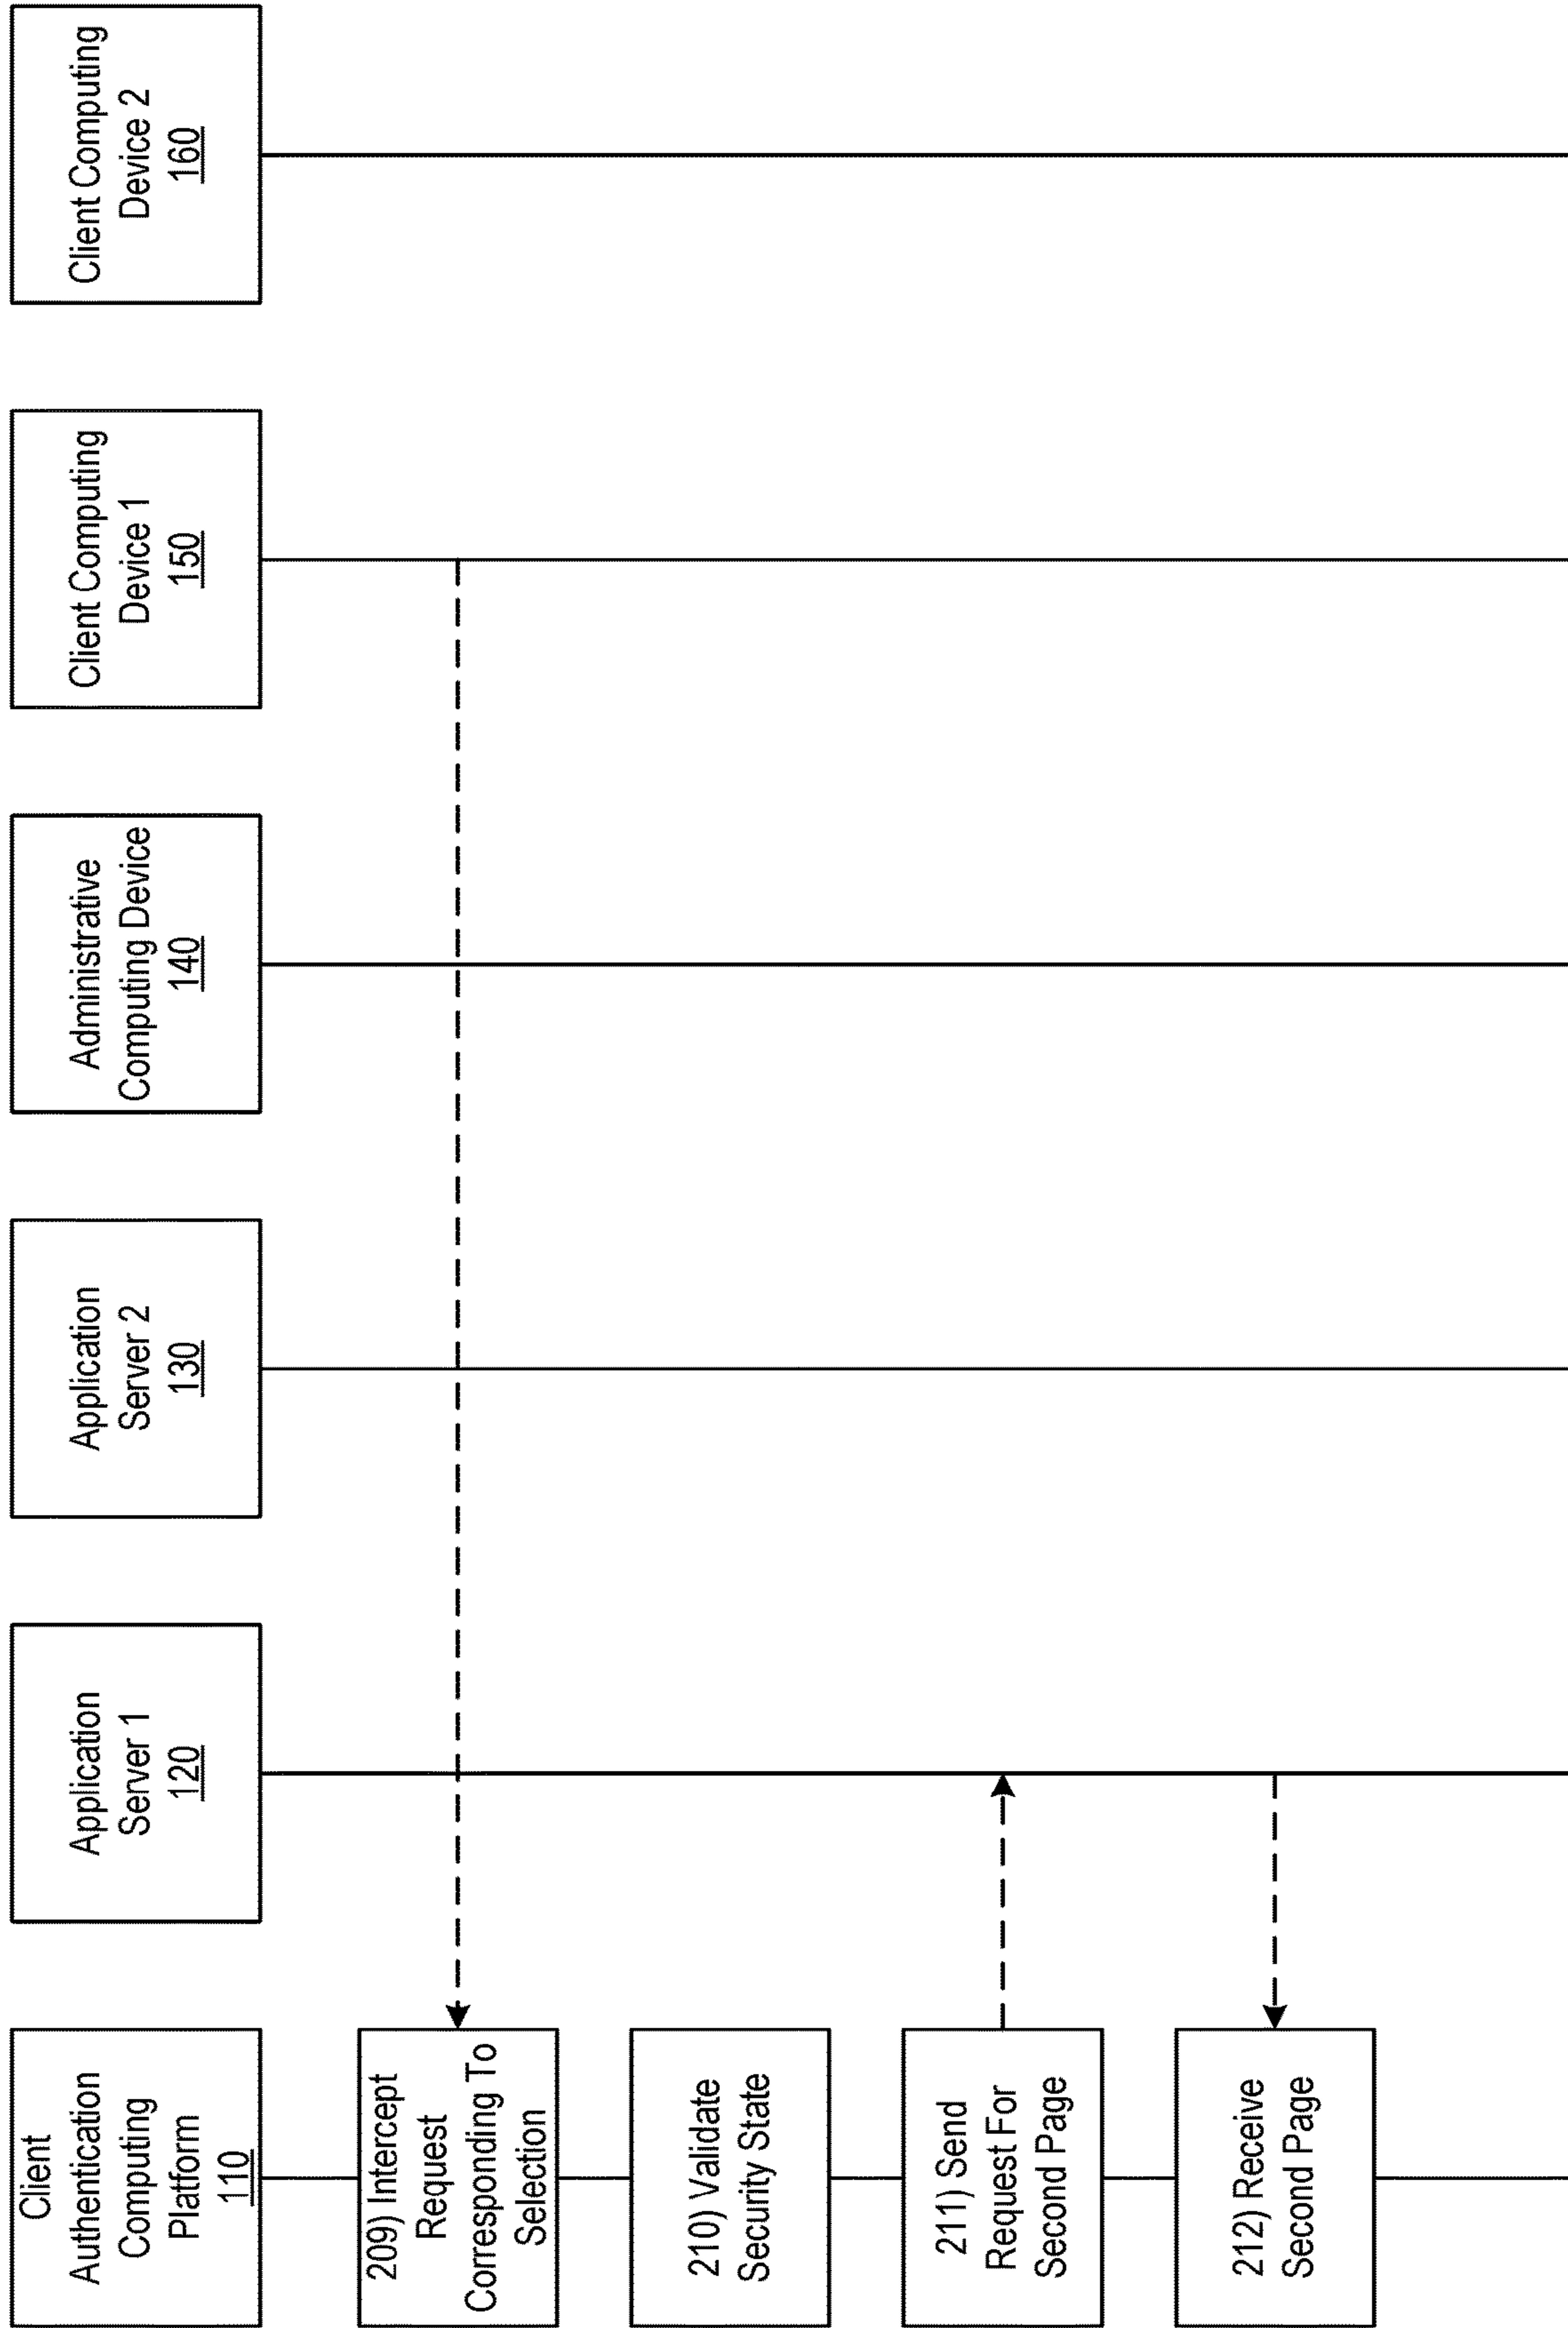 Client
Authentication
Computing
Platform
110
Application
Server 1
120
Application
Server 2
130
Administrative
Computing Device
140
Client Computing
Device 1
150
Client Computing
Device 2
160
209) Intercept
Request
Corresponding To
Selection
210) Validate
Security State
211) Send
Request For
Second Page
212) Receive
Second Page